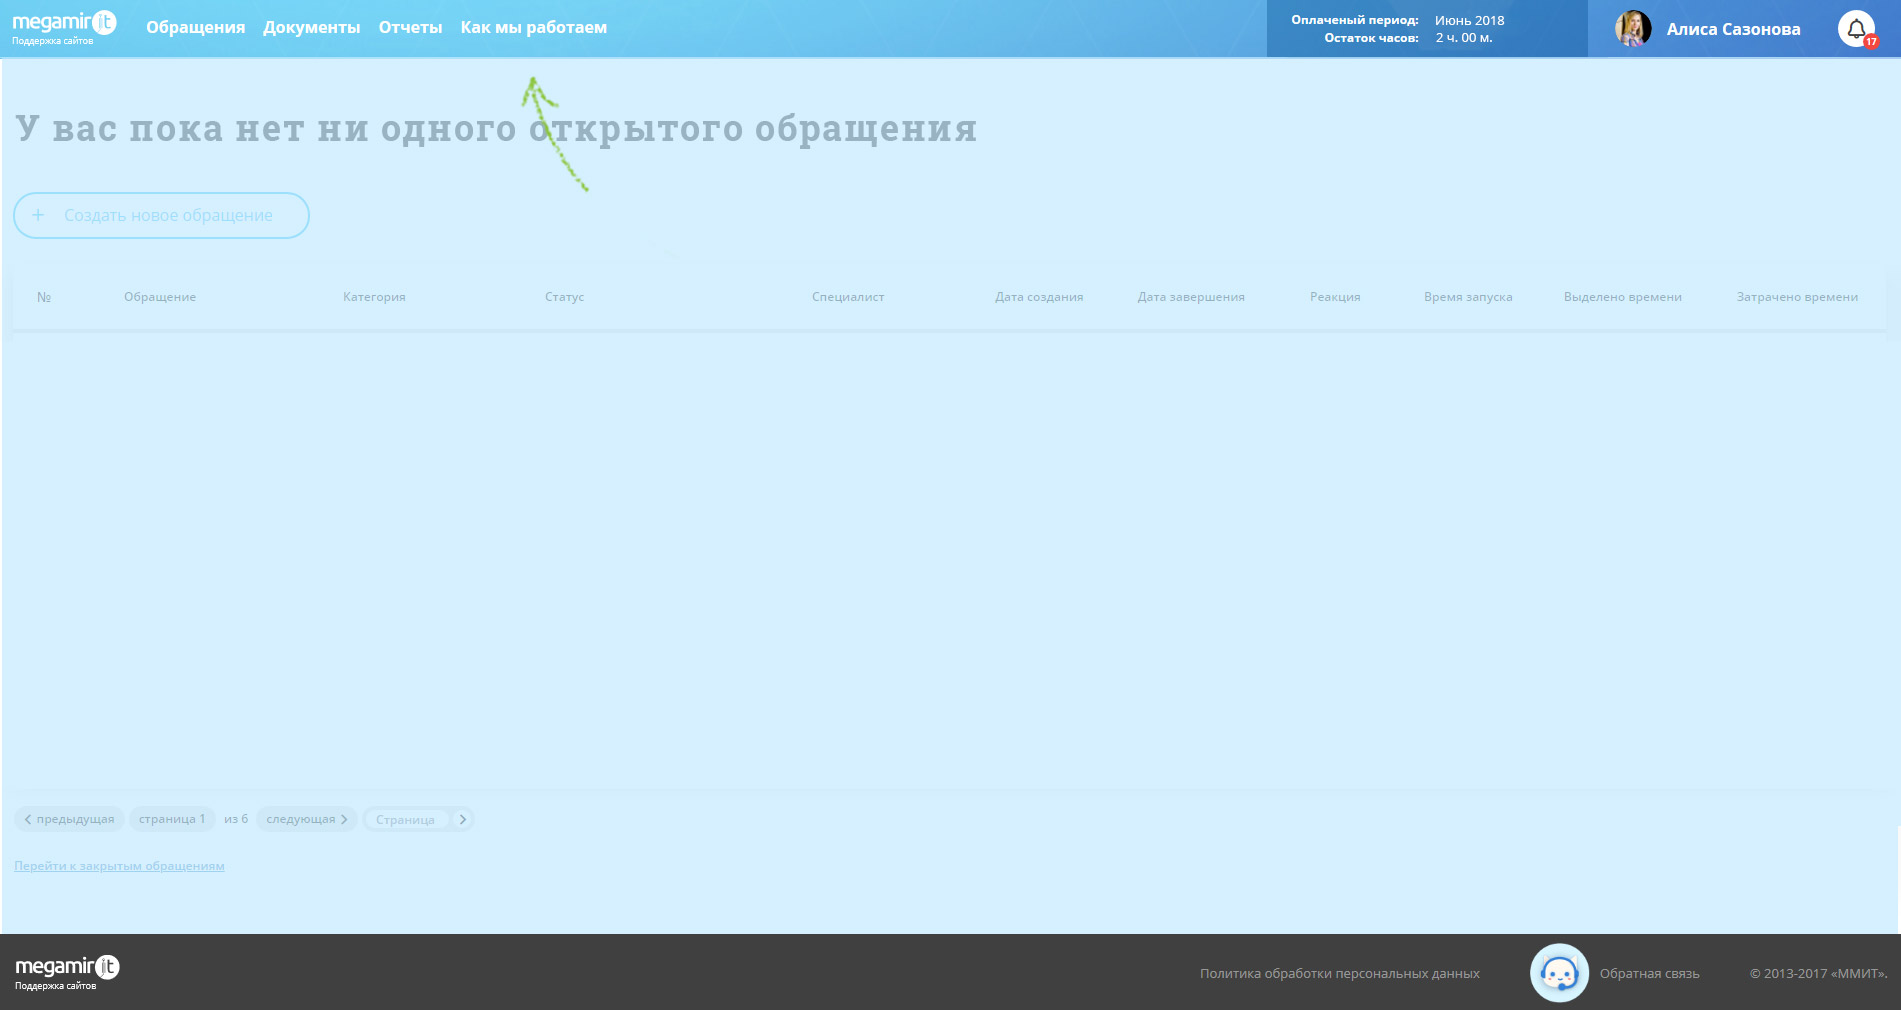 megamir it
Поддержка сайтов
Обращения Документы Отчеты Как мы работаем
Оплаченый период: Июнь 2018
Остаток часов: 2 ч. 00 м.
Алиса Сазонова
17
У вас пока нет ни одного открытого обращения
+ Создать новое обращение
№ Обращение Категория Статус Специалист Дата создания Дата завершения Реакция Время запуска Выделено времени Затрачено времени
предыдущая страница 1 из 6 следующая Страница
Перейти к закрытым обращениям
megamir it
Поддержка сайтов
Политика обработки персональных данных
Обратная связь
© 2013-2017 «ММИТ».